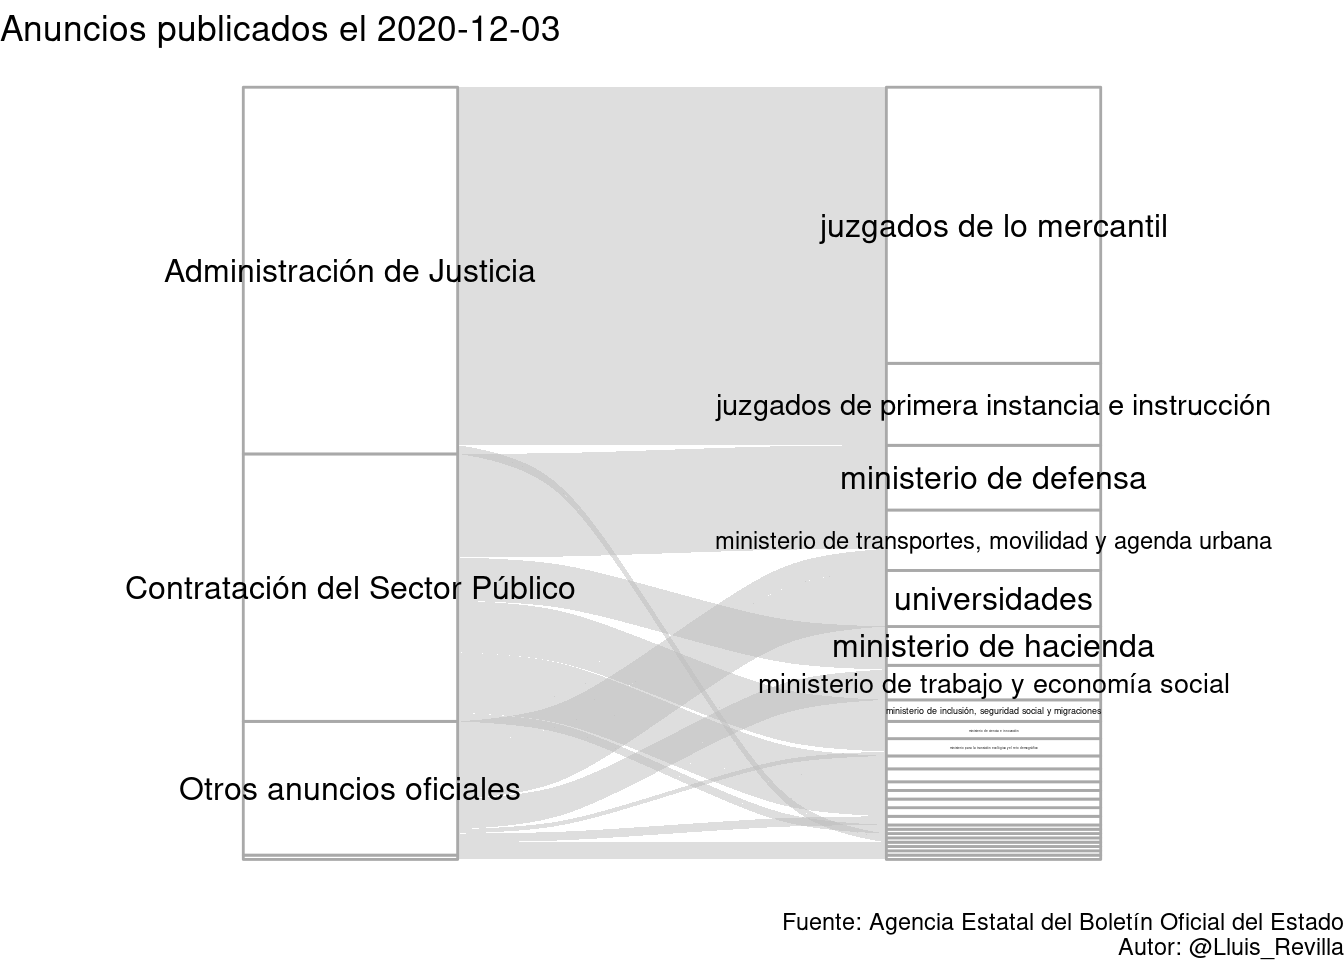 Anuncios publicados el 2020-12-03
Administración de Justicia
Contratación del Sector Público
Otros anuncios oficiales
juzgados de lo mercantil
juzgados de primera instancia e instrucción
ministerio de defensa
ministerio de transportes, movilidad y agenda urbana
universidades
ministerio de hacienda
ministerio de trabajo y economía social
ministerio de inclusión, seguridad social y migraciones
Fuente: Agencia Estatal del Boletín Oficial del Estado
Autor: @Lluis_Revilla